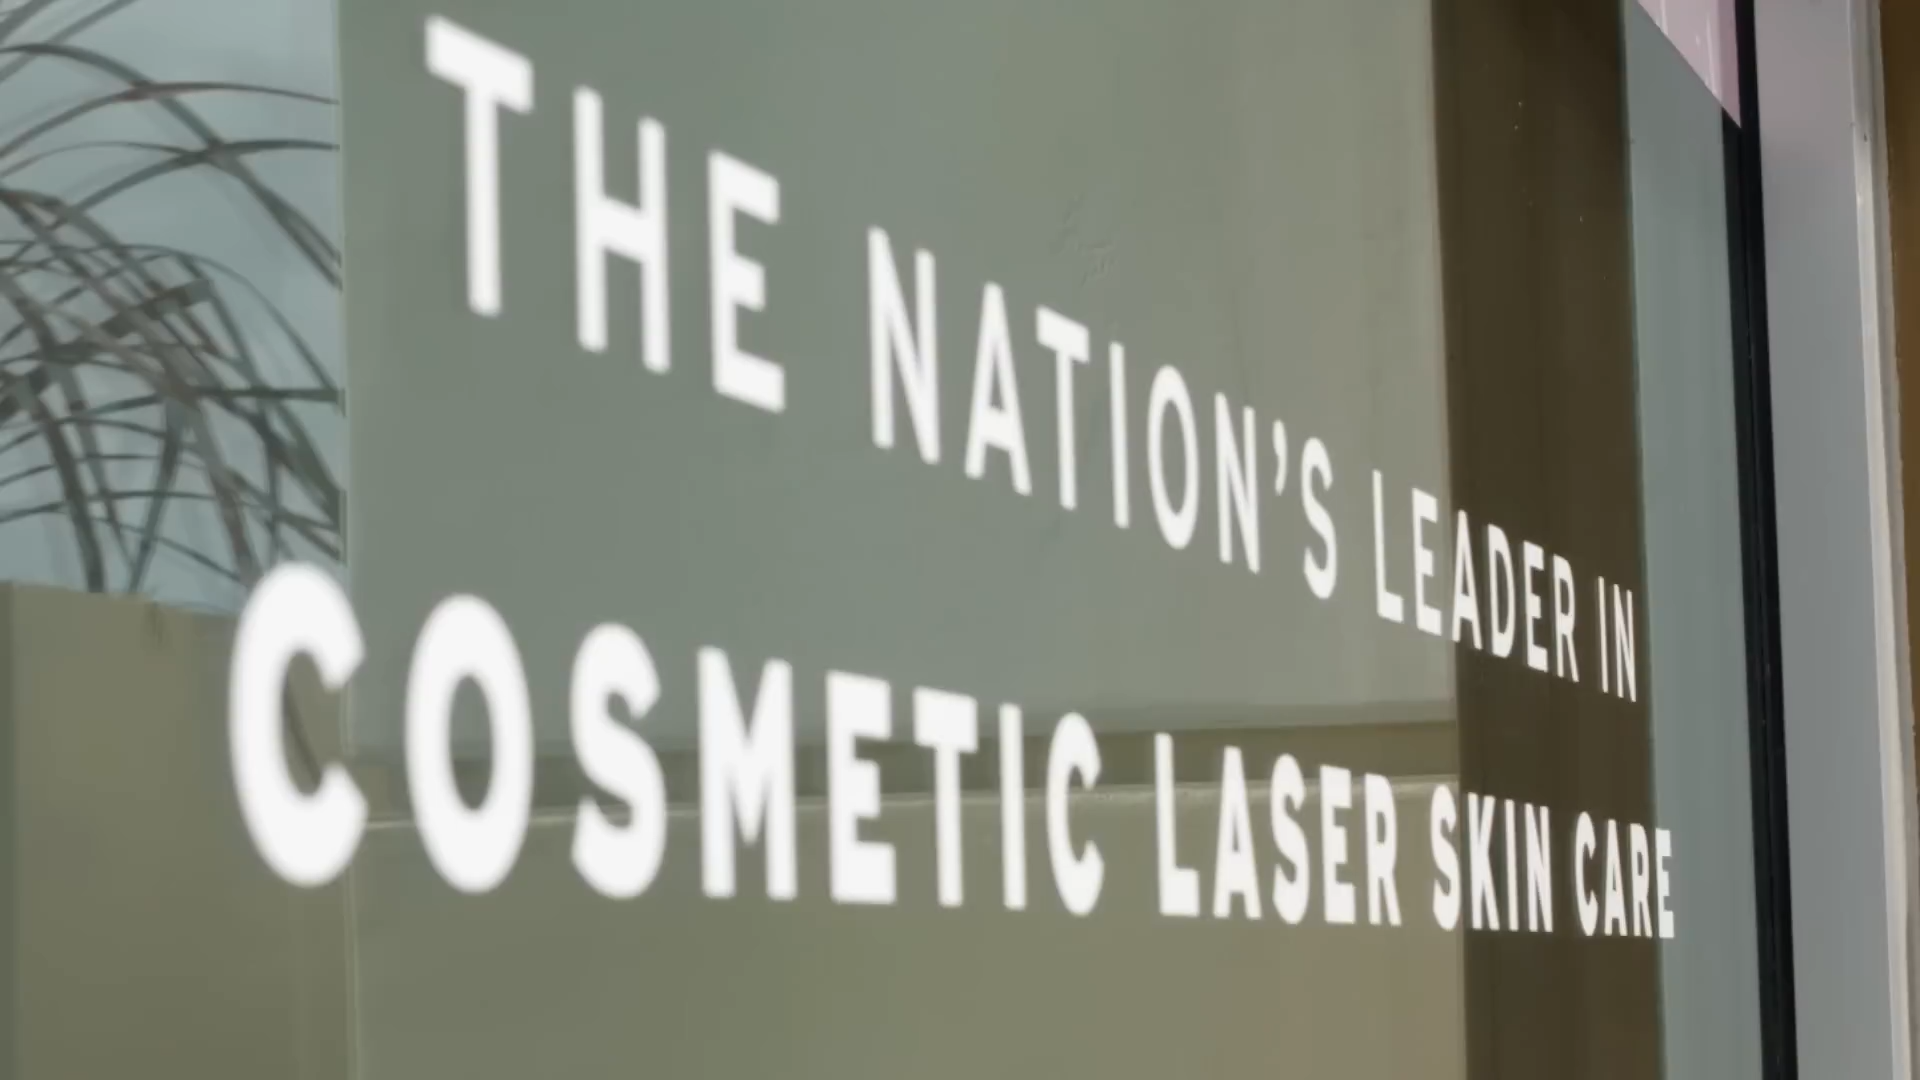 THE NATION'S LEADER IN
COSMETIC LASER SKIN CARE